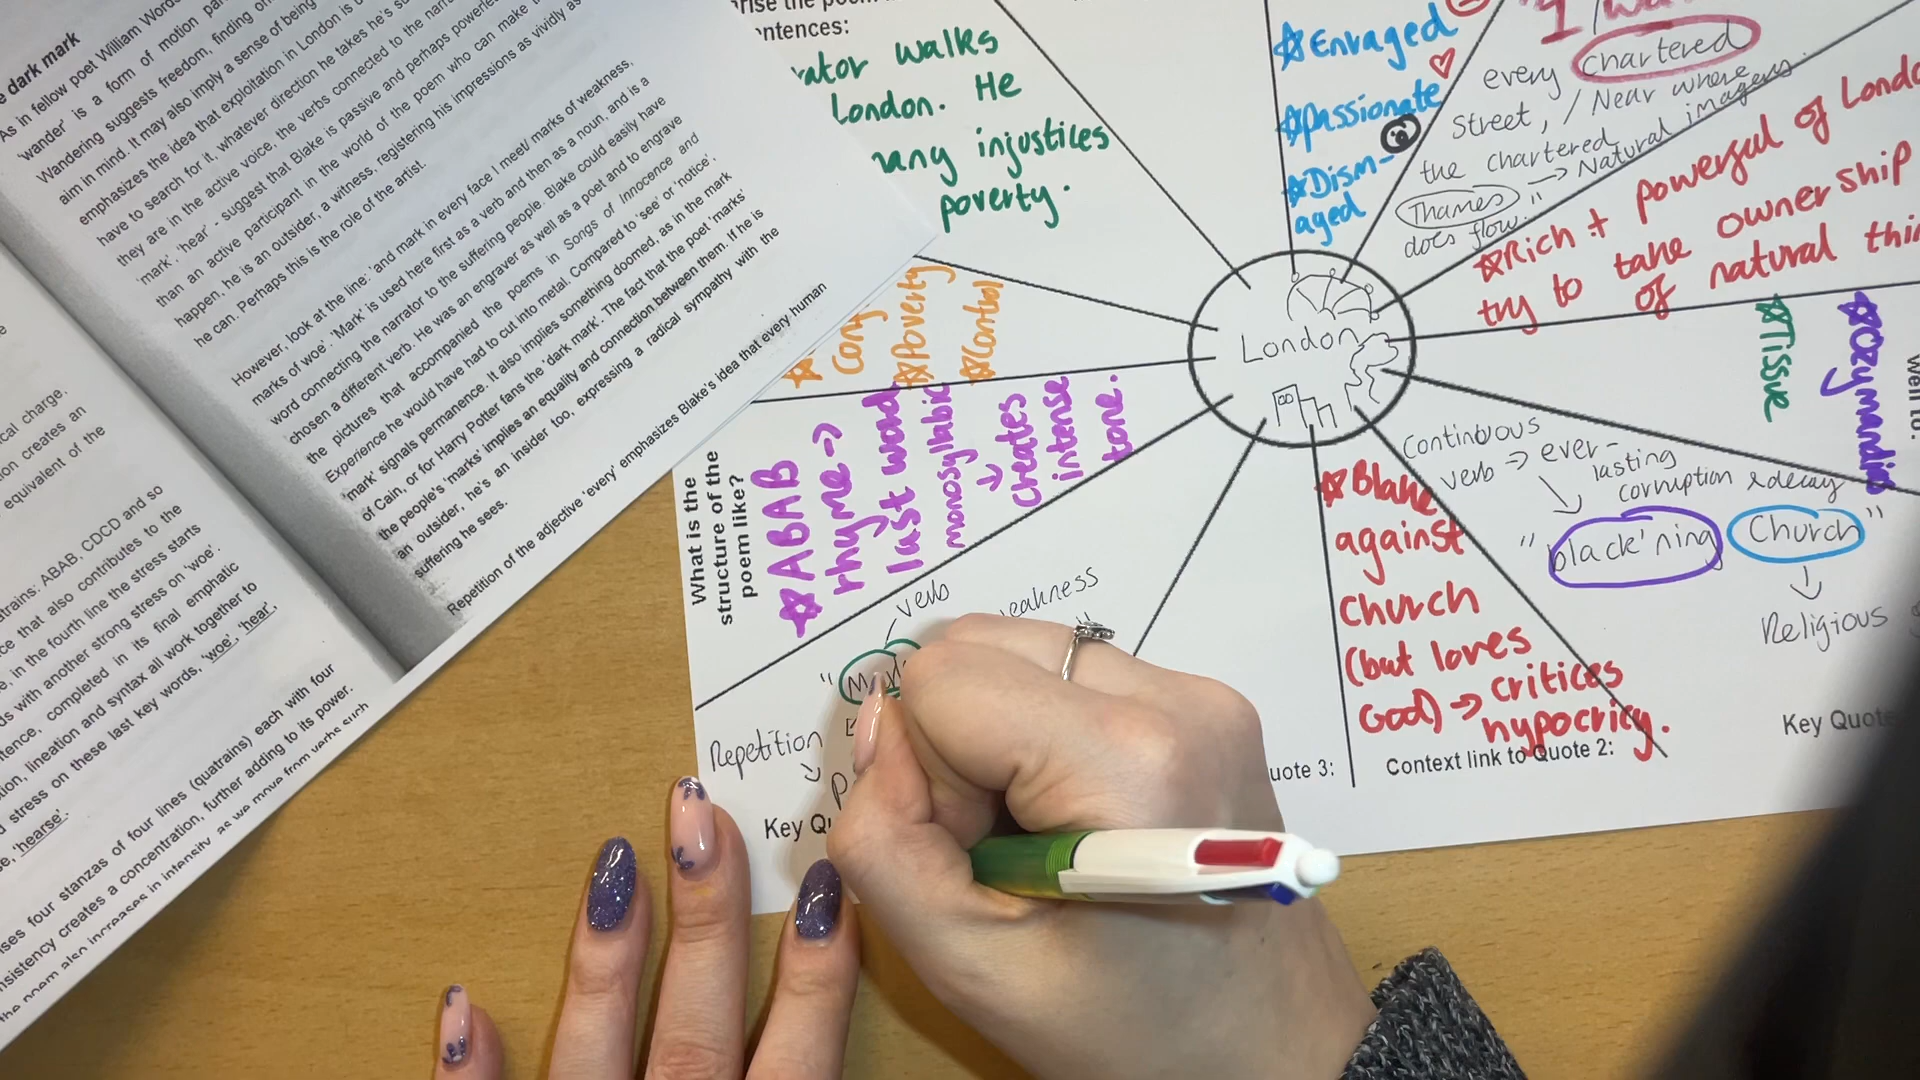 dark mark
As in fellow poet William Words
'wander' is a form of motion
Wandering suggests freedom, finding
aim in mind. It may also imply a sense of being
emphasizes the idea that exploitation in London is
have to search for it, whatever direction he takes he's
they are in the active voice, the verbs connected to the
'mark', 'hear' - suggest that Blake is passive and perhaps
than an active participant in the world of the poem who can make
happen, he is an outsider, a witness, registering his impressions as vividly as
he can. Perhaps this is the role of the artist.
However, look at the line: 'and mark in every face I meet/ marks of weakness,
marks of woe'. 'Mark' is used here first as a verb and then as a noun, and is a
word connecting the narrator to the suffering people. Blake could easily have
chosen a different verb. He was an engraver as well as a poet and to engrave
the pictures that accompanied the poems in Songs of Innocence and
Experience he would have had to cut into metal. Compared to 'see' or 'notice',
'mark' signals permanence. It also implies something doomed, as in the mark
of Cain, or for Harry Potter fans the 'dark mark'. The fact that the poet 'marks'
the people's 'marks' implies an equality and connection between them. If he is
an outsider, he's an insider too, expressing a radical sympathy with the
suffering he sees.
Repetition of the adjective 'every' emphasizes Blake's idea that every human
ical charge.
creates an
equivalent of the
trains: ABAB, CDCD and so
that also contributes to the
in the fourth line the stress starts
with another strong stress on 'woe'.
completed in its final emphatic
lineation and syntax all work together to
stress on these last key words, 'woe', 'hear',
'hearse'.
four stanzas of four lines (quatrains) each with four
creates a concentration, further adding to its power.
the poem also increases in intensity as we move from verbs such
the poem
entences:
rator walks
London. He
many injustices
poverty.
Enraged
passionate
Dism-
aged
every chartered
street, / Near where
the chartered
Thames
does flow." → Natural imagery.
Rich + powerful of London
try to take ownership
of natural
Tissue
Ozymandias
London
Poverty
Control
What is the
structure of the
poem like?
ABAB
rhyme →
last word
monosyllabic
↓
creates
intense
tone.
Continuous
verb → ever-
lasting
corruption & decay
"black'ning Church"
Religious
Key Quote
Blake
against
church
(but loves
God) → critices
hypocricy.
Context link to Quote 2:
uote 3:
verb
weakness
Repetition
Key Qu